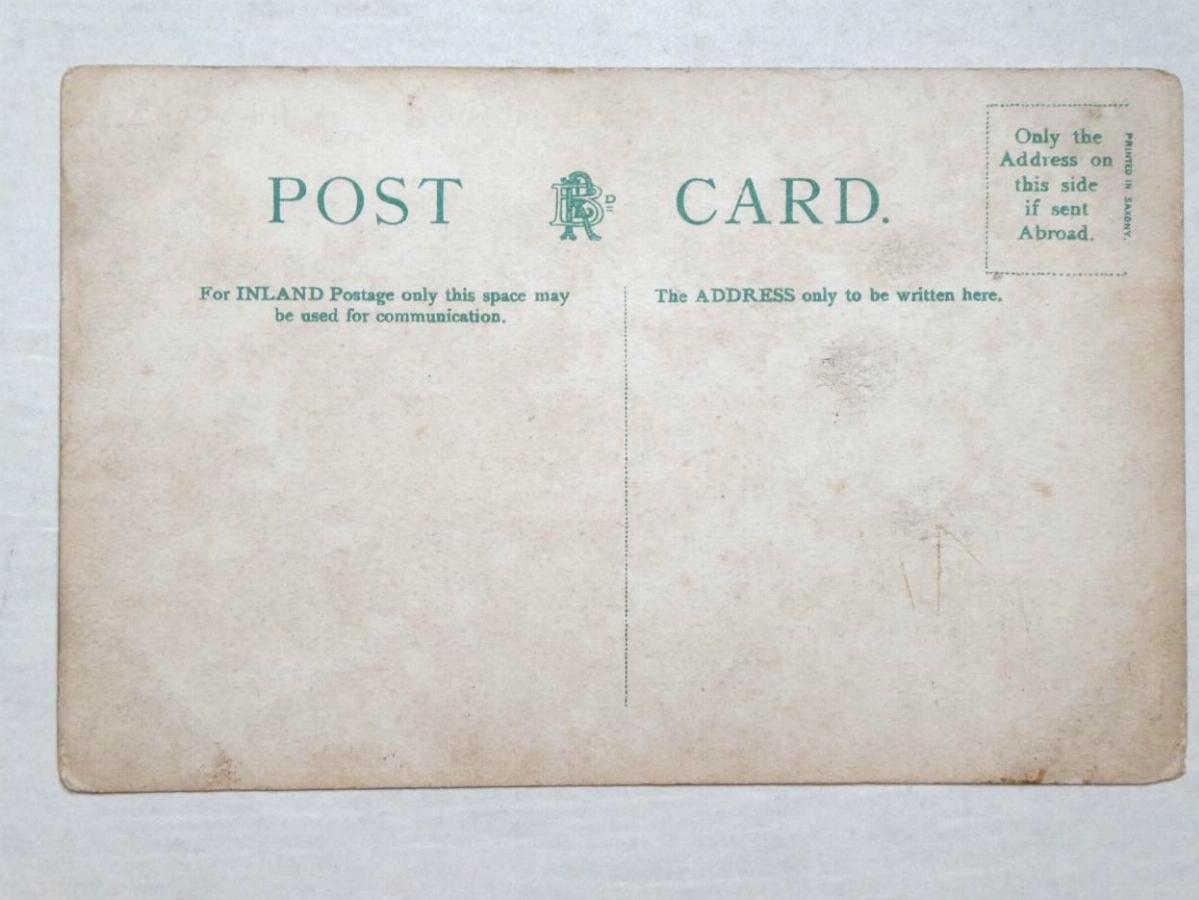 POST CARD.
Only the
Address on
this side
if sent
Abroad.
PRINTED IN SAXONY.
For INLAND Postage only this space may
be used for communication.
The ADDRESS only to be written here.